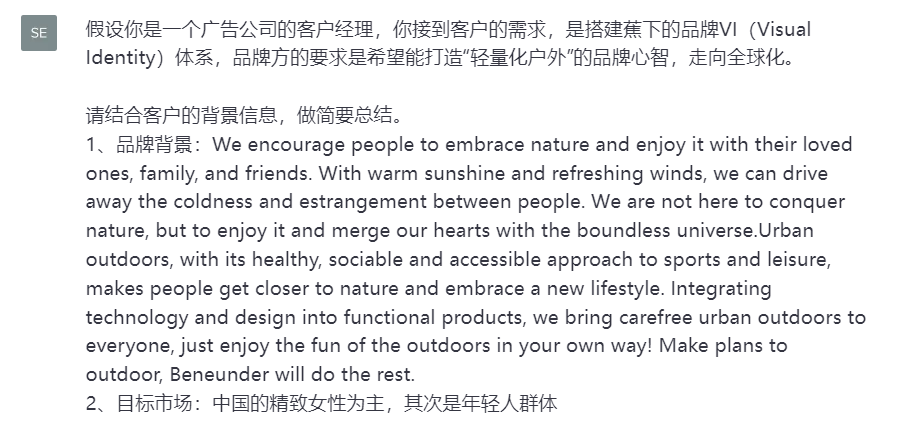 SE
假设你是一个广告公司的客户经理，你接到客户的需求，是搭建蕉下的品牌VI（Visual
Identity）体系，品牌方的要求是希望能打造“轻量化户外”的品牌心智，走向全球化。
请结合客户的背景信息，做简要总结。
1、品牌背景：We encourage people to embrace nature and enjoy it with their loved
ones, family, and friends. With warm sunshine and refreshing winds, we can drive
away the coldness and estrangement between people. We are not here to conquer
nature, but to enjoy it and merge our hearts with the boundless universe.Urban
outdoors, with its healthy, sociable and accessible approach to sports and leisure,
makes people get closer to nature and embrace a new lifestyle. Integrating
technology and design into functional products, we bring carefree urban outdoors to
everyone, just enjoy the fun of the outdoors in your own way! Make plans to
outdoor, Beneunder will do the rest.
2、目标市场：中国的精致女性为主，其次是年轻人群体